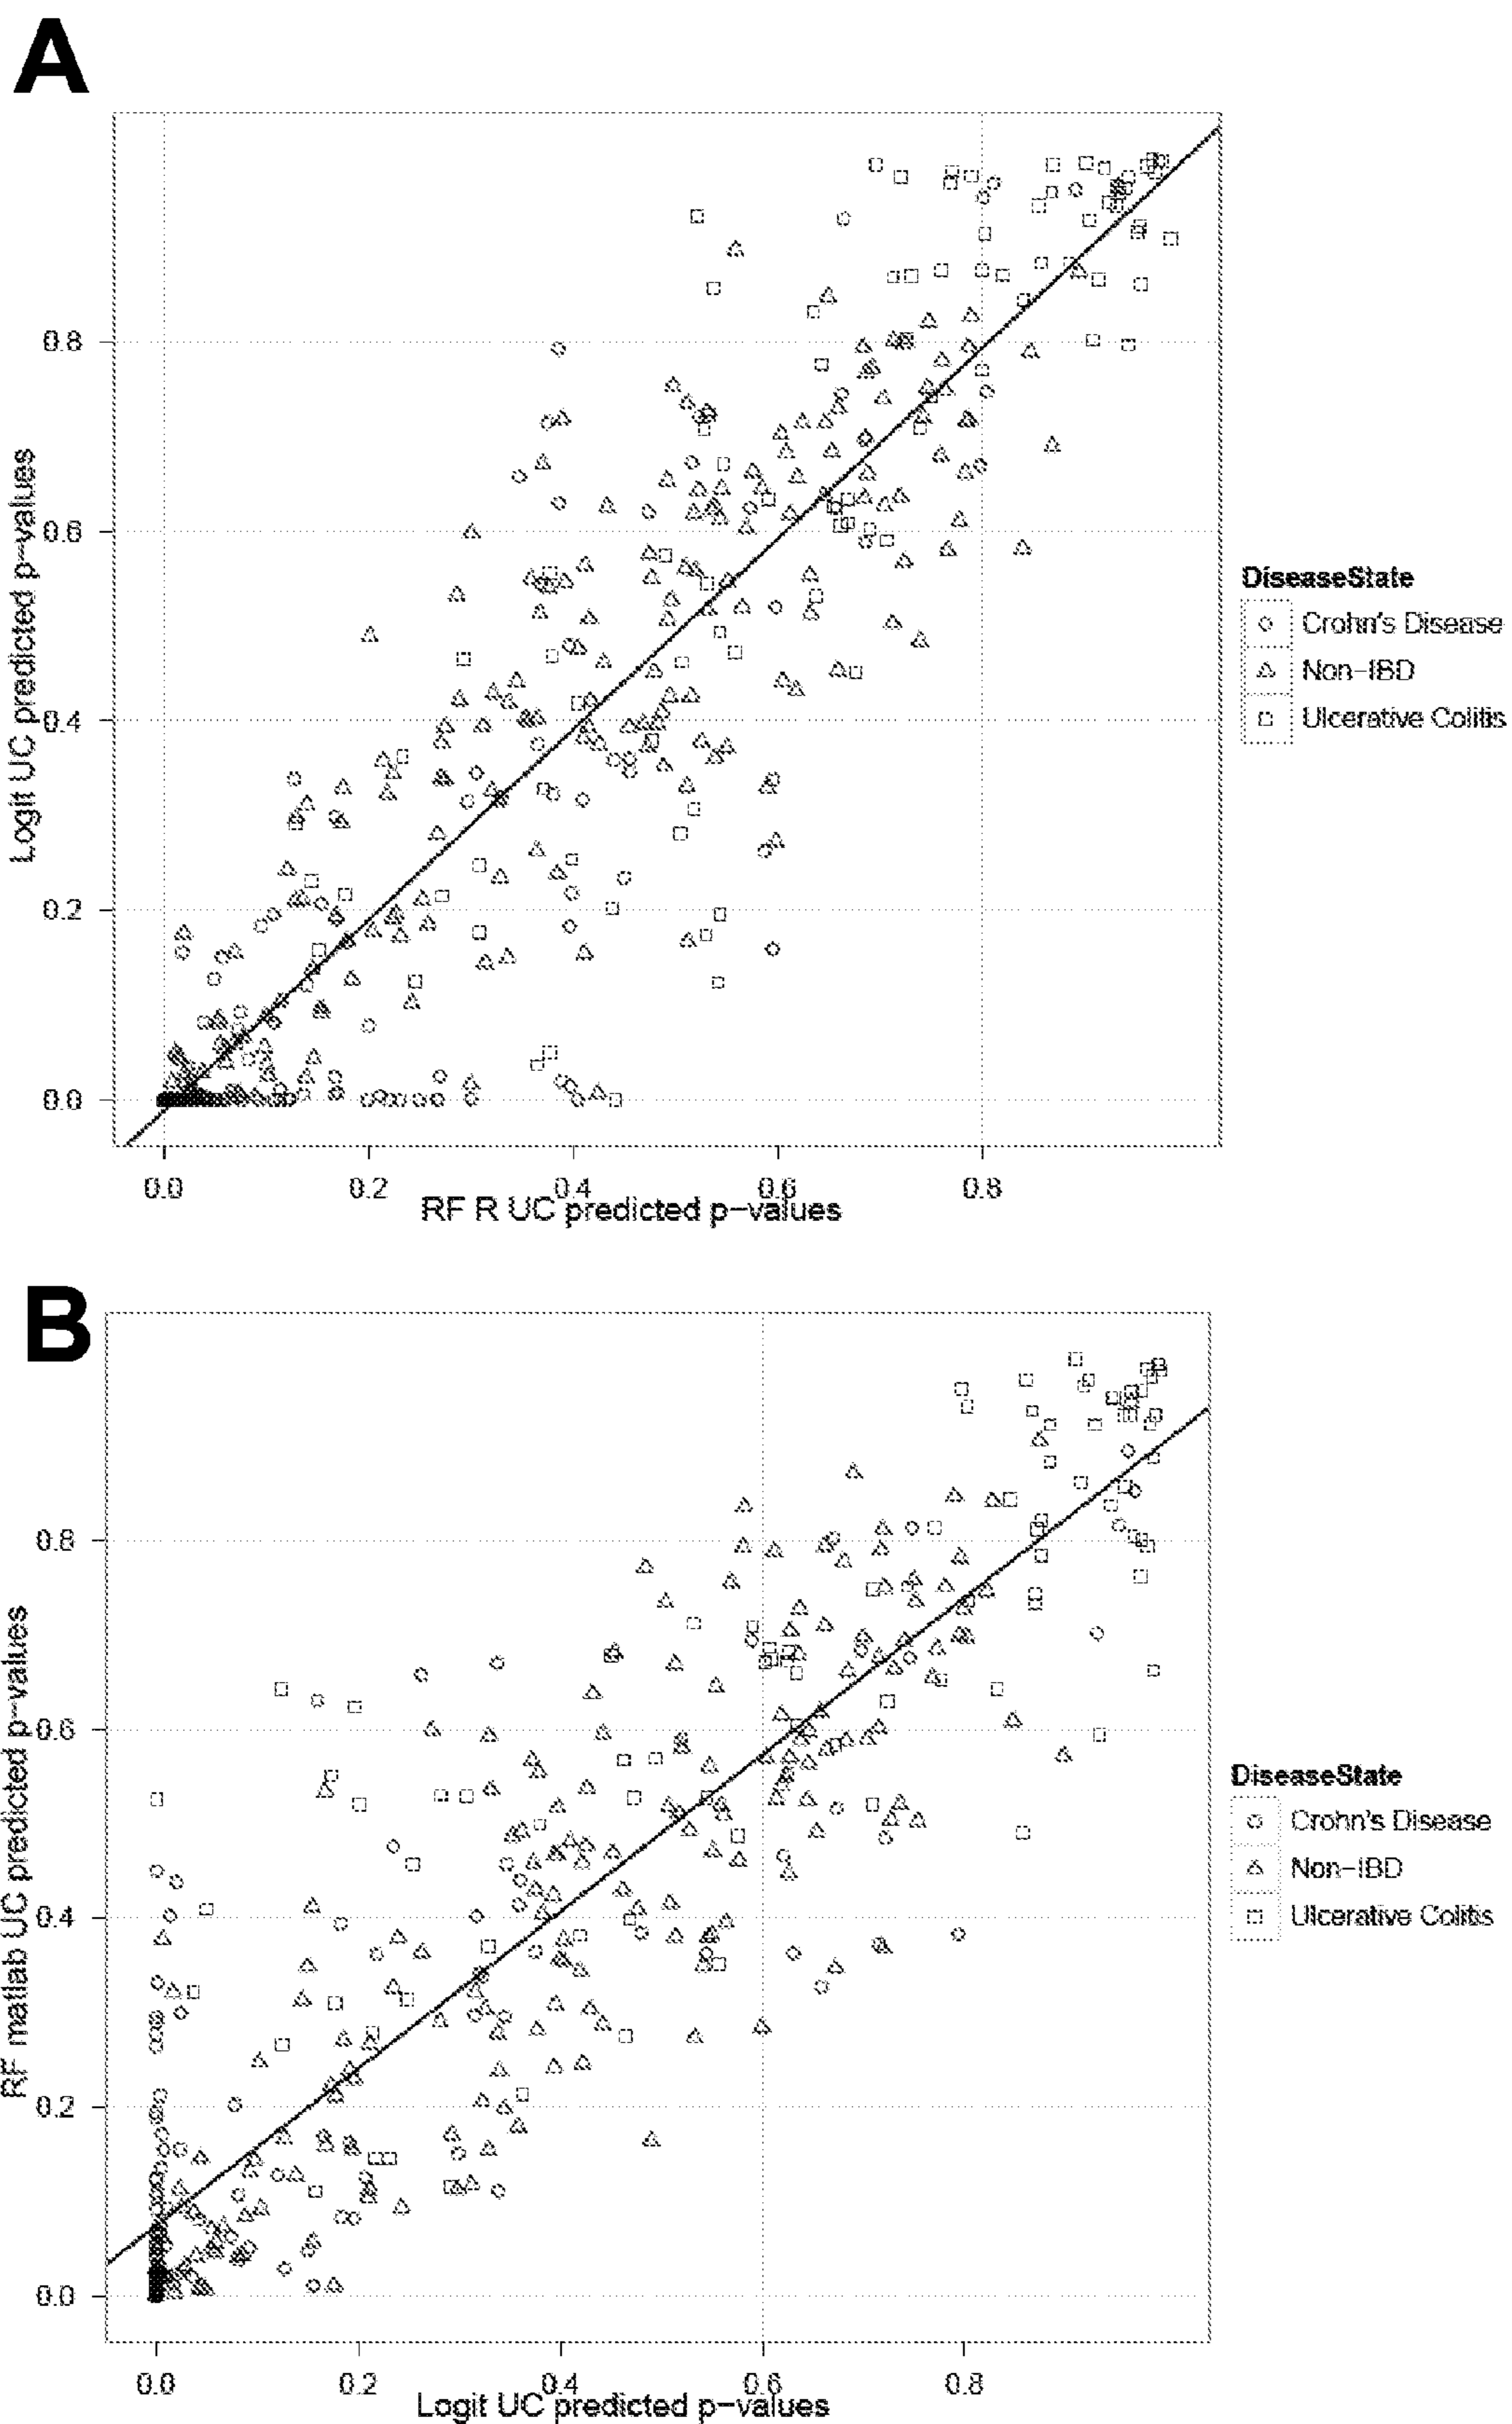 A
0.8
0.6
0.4
0.2
0.0
Logit UC predicted p-values
0.0 0.2 0.4 0.6 0.8
RF R UC predicted p-values
DiseaseState
Crohn's Disease
Non-IBD
Ulcerative Colitis
B
0.8
0.6
0.4
0.2
0.0
RF matlab UC predicted p-values
0.0 0.2 0.4 0.6 0.8
Logit UC predicted p-values
DiseaseState
Crohn's Disease
Non-IBD
Ulcerative Colitis